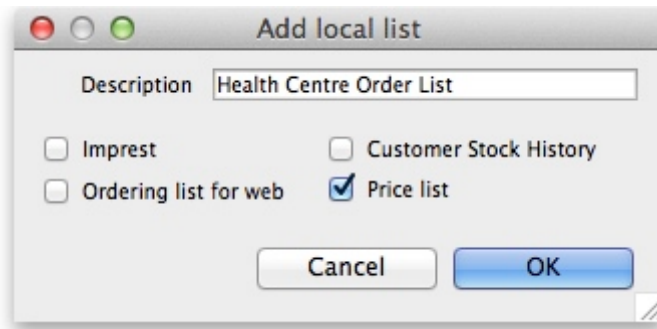 Add local list
Description Health Centre Order List
Imprest Customer Stock History
Ordering list for web Price list
Cancel OK